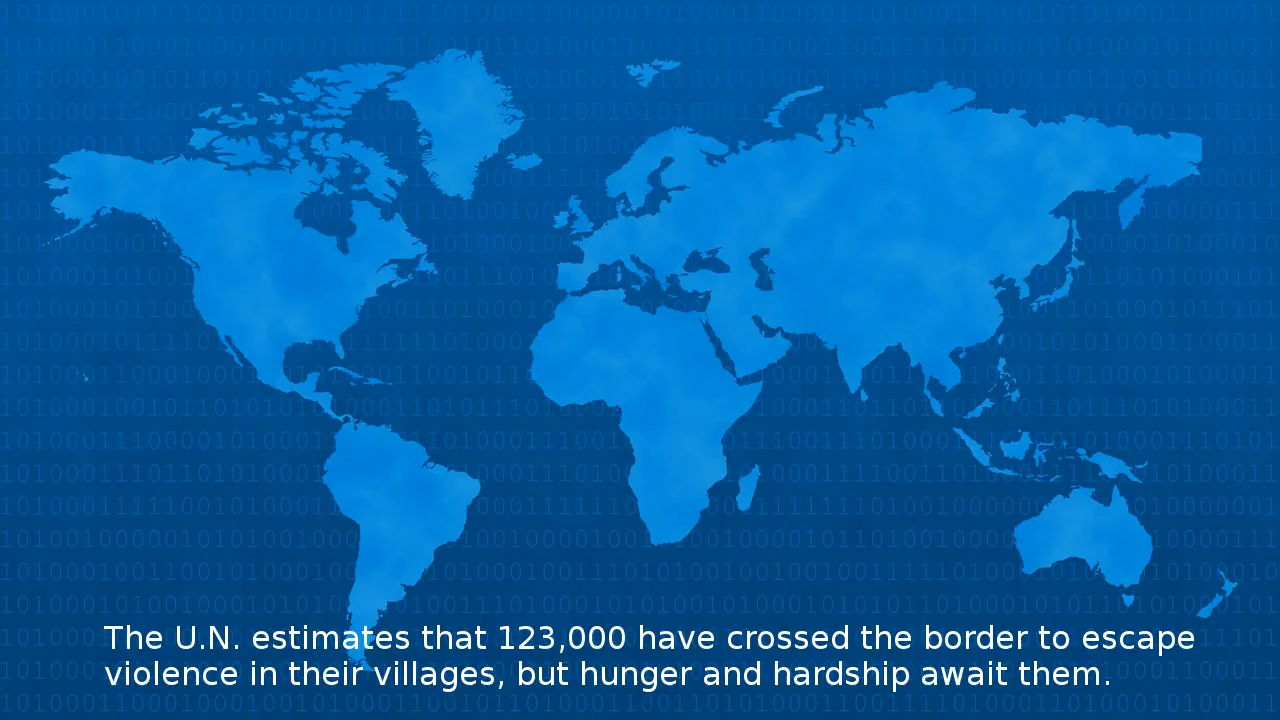 The U.N. estimates that 123,000 have crossed the border to escape
violence in their villages, but hunger and hardship await them.